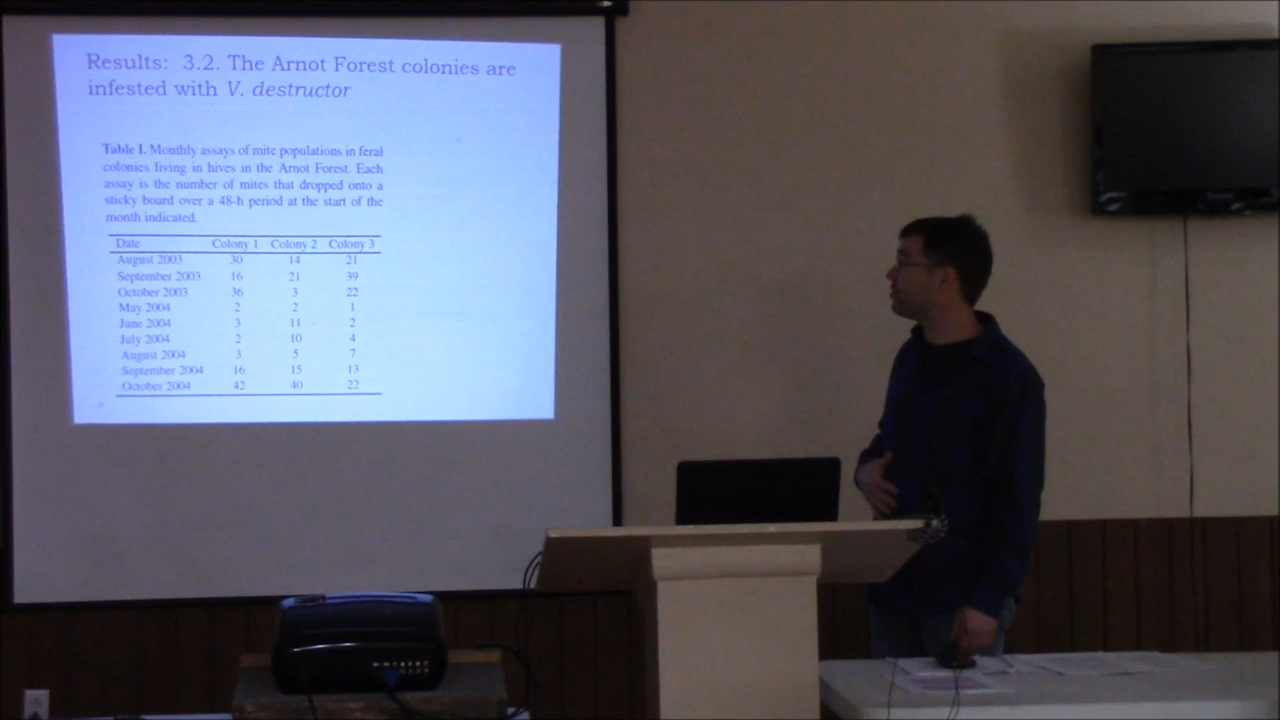 Results: 3.2. The Arnot Forest colonies are
infested with V. destructor
Table I. Monthly assays of mite populations in feral
colonies living in hives in the Arnot Forest. Each
assay is the number of mites that dropped onto a
sticky board over a 48-h period at the start of the
month indicated.
Date Colony 1 Colony 2 Colony 3
August 2003 30 14 21
September 2003 16 21 39
October 2003 36 3 22
May 2004 2 2 1
June 2004 3 11 2
July 2004 2 10 4
August 2004 3 5 7
September 2004 16 15 13
October 2004 42 40 22